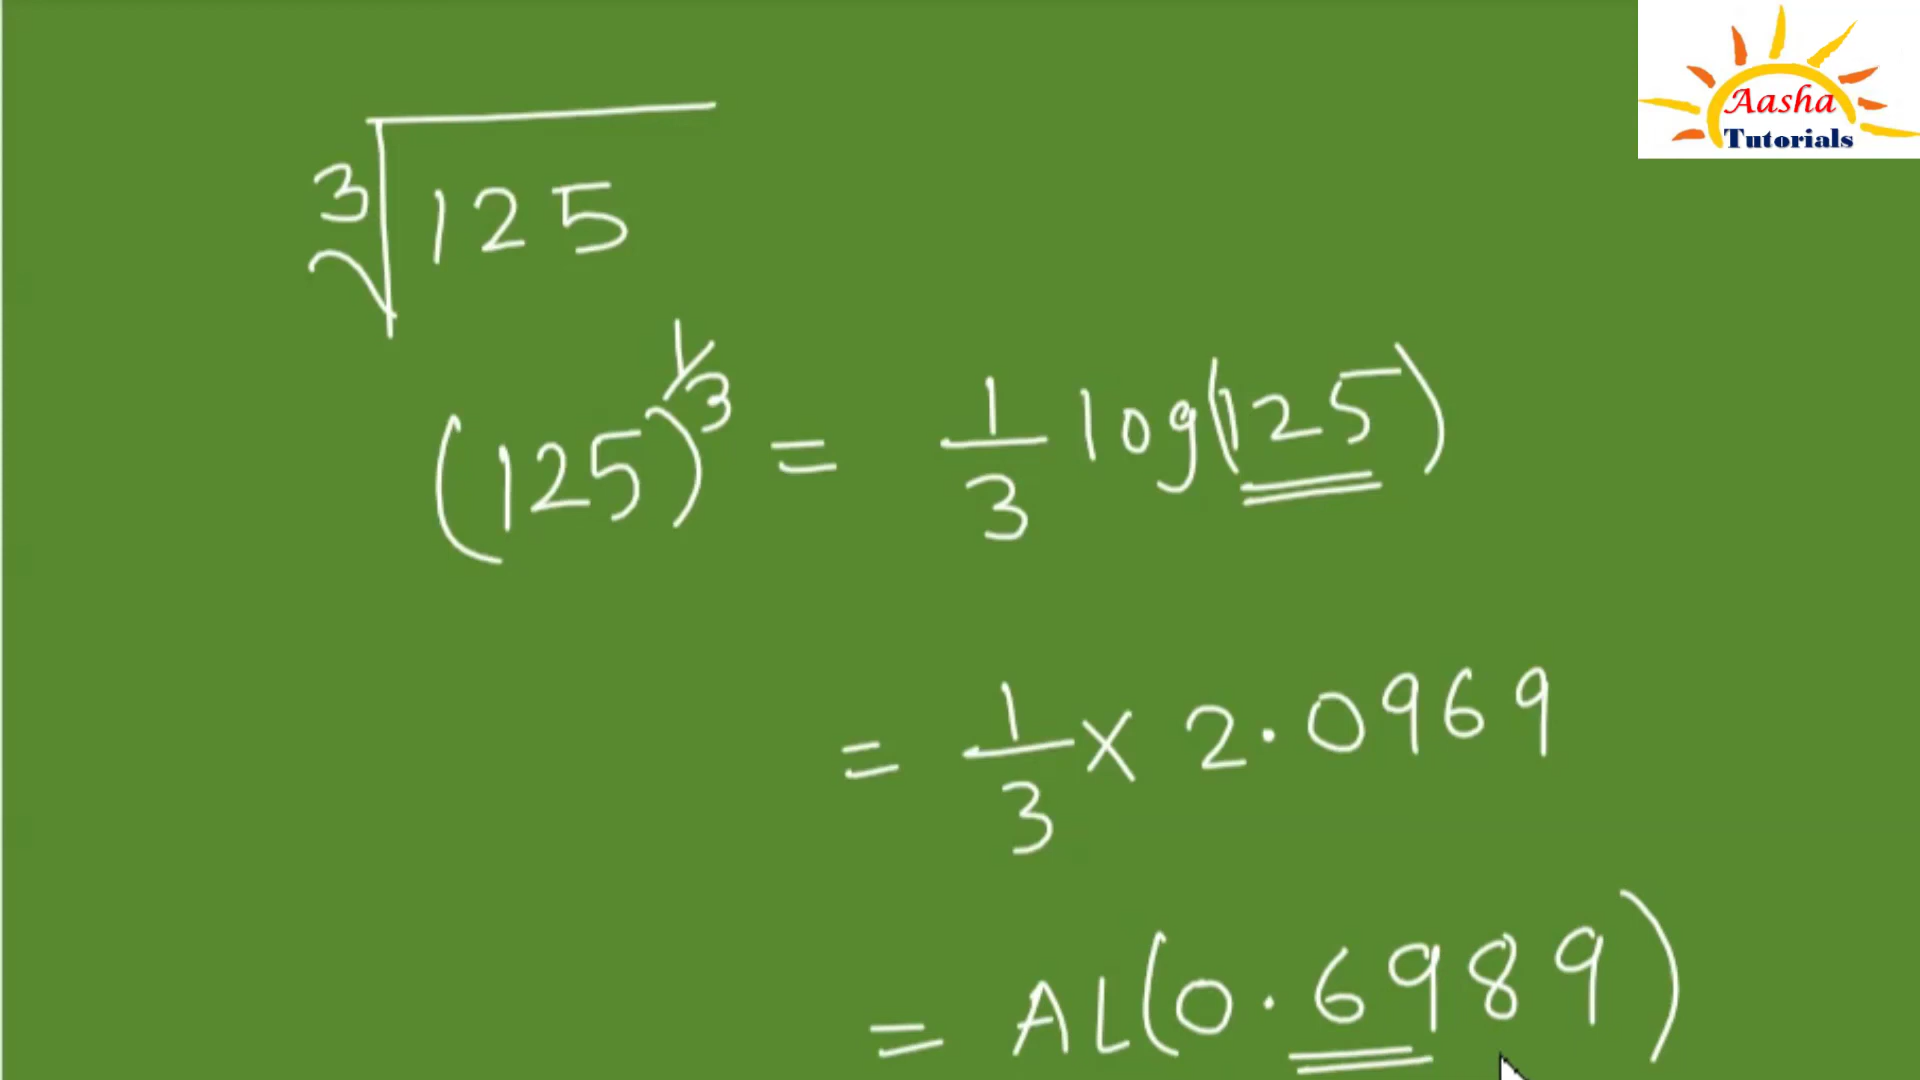 Aasha
Tutorials
∛125
(125)^1/3 = 1/3 log(125)
= 1/3 × 2.0969
= AL(0.6989)